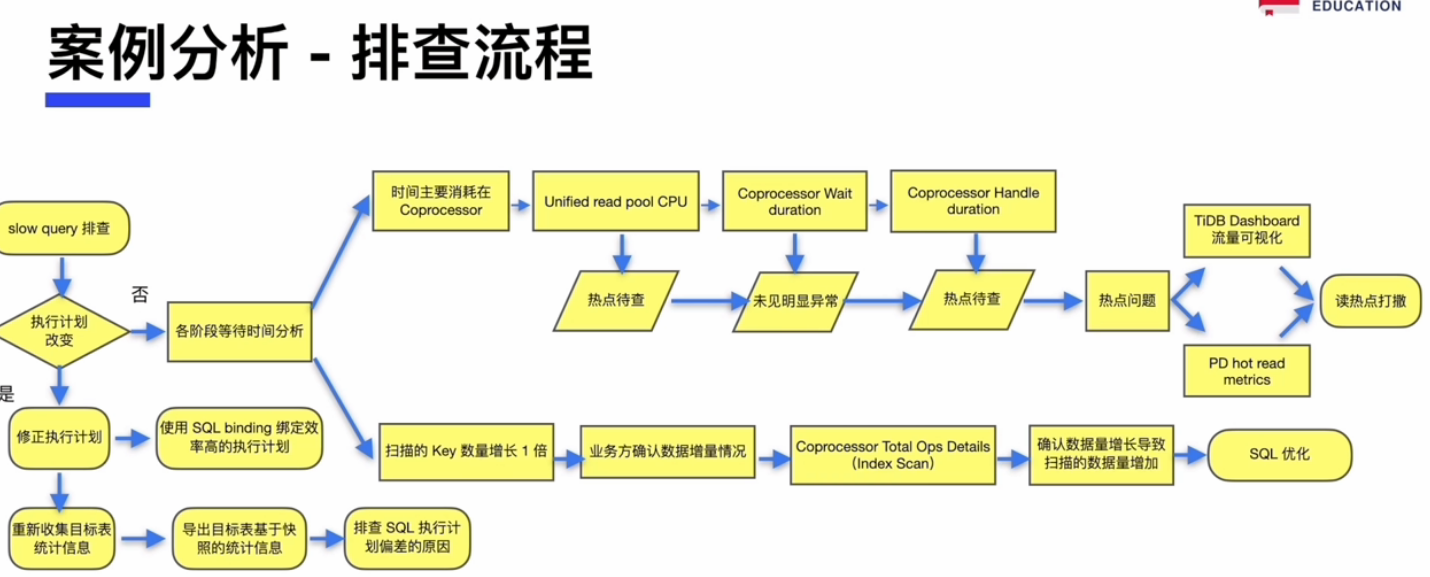 EDUCATION
案例分析 - 排查流程
slow query 排查
执行计划
改变
否
是
各阶段等待时间分析
时间主要消耗在
Coprocessor
Unified read pool CPU
Coprocessor Wait
duration
Coprocessor Handle
duration
热点待查
未见明显异常
热点待查
热点问题
TiDB Dashboard
流量可视化
PD hot read
metrics
读热点打撒
修正执行计划
使用 SQL binding 绑定效
率高的执行计划
扫描的 Key 数量增长 1 倍
业务方确认数据增量情况
Coprocessor Total Ops Details
（Index Scan）
确认数据量增长导致
扫描的数据量增加
SQL 优化
重新收集目标表
统计信息
导出目标表基于快
照的统计信息
排查 SQL 执行计
划偏差的原因